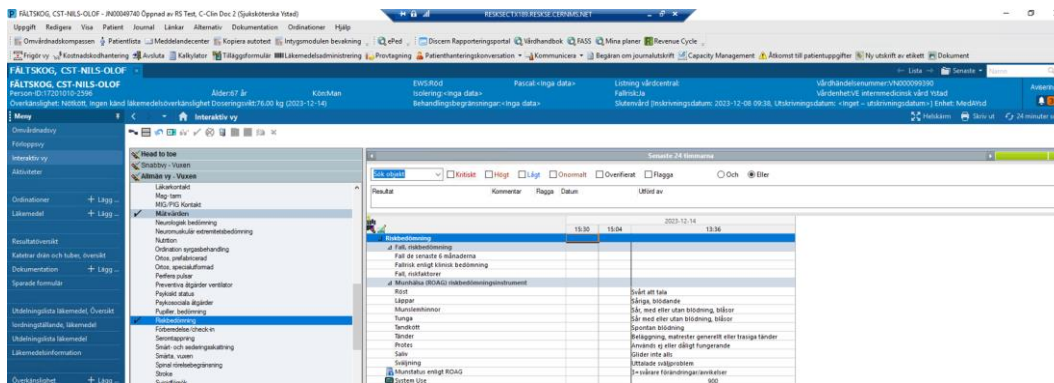 FÄLTSKOG, CST-NILS-OLOF - JN00049740 Öppnad av RS Test, C-Clin Doc 2 (Sjuksköterska Ystad)
RESKSECTX189.RESKSE.CERNIMS.NET
Uppgift Redigera Visa Patient Journal Länkar Alternativ Dokumentation Ordinationer Hjälp
Omvårdnadskompassen Patientlista Meddelandecenter Kopiera autotext Intygsmodulen bevakning ePed Discern Rapporteringsportal Vårdhandbok FASS Mina planer Revenue Cycle
Frigör vy Kostnadskodshantering Avsluta Kalkylator Tilläggsformulär Läkemedelsadministrering Provtagning Patienthanteringskonversation Kommunicera Begäran om journalutskrift Capacity Management Åtkomst till patientuppgifter Ny utskrift av etikett Dokument
FÄLTSKOG, CST-NILS-OLOF
Lista Senaste
FÄLTSKOG, CST-NILS-OLOF
EWS:Röd Pascal:<Inga data> Listning vårdcentral: Vårdhändelsenummer:VN000099390
Person-ID:17201010-2596 Ålder:67 år Kön:Man Isolering:<Inga data> Fallrisk:Ja Vårdenhet:VE internmedicinsk vård Ystad
Överkänslighet: Nötkött, Ingen känd läkemedelsöverkänslighet Doseringsvikt:76.00 kg (2023-12-14) Behandlingsbegränsningar:<Inga data> Slutenvård [Inskrivningsdatum: 2023-12-08 09:38, Utskrivningsdatum: <Inget - utskrivningsdatum>] Enhet: MedAYstd
Meny Interaktiv vy Helskärm Skriv ut 24 minuter
Omvårdnadsvy
Förloppsvy
Interaktiv vy
Aktiviteter
Ordinationer + Lägg ...
Läkemedel + Lägg ...
Resultatöversikt
Katetrar drän och tuber, översikt
Dokumentation + Lägg ...
Sparade formulär
Utdelningslista läkemedel, Översikt
Iordningställande, läkemedel
Utdelningslista läkemedel
Läkemedelsinformation
Överkänslighet + Lägg ...
Head to toe
Snabbvy - Vuxen
Allmän vy - Vuxen
Läkarkontakt
Mag- tarm
MIG/PIG Kontakt
Mätvärden
Neurologisk bedömning
Neuromuskulär extremitetsbedömning
Nutrition
Ordination syrgasbehandling
Ortos, prefabricerad
Ortos, specialutformad
Perifera pulsar
Preventiva åtgärder ventilator
Psykiskt status
Psykosociala åtgärder
Pupiller, bedömning
Riskbedömning
Förberedelse/check-in
Serontappning
Smärt- och sederingsskattning
Smärta, vuxen
Spinal rörelsebegränsning
Stroke
Senaste 24 timmarna
Sök objekt Kritiskt Högt Lågt Onormalt Overifierat Flagga Och Eller
Resultat Kommentar Flagga Datum Utförd av
2023-12-14
15:30 15:04 13:36
Riskbedömning
Fall, riskbedömning
Fall de senaste 6 månaderna
Fallrisk enligt klinisk bedömning
Fall, riskfaktorer
Munhälsa (ROAG) riskbedömningsinstrument
Röst Svårt att tala
Läppar Såriga, blödande
Munslemhinnor Sår, med eller utan blödning, blåsor
Tunga Sår med eller utan blödning, blåsor
Tandkött Spontan blödning
Tänder Beläggning, matrester generellt eller trasiga tänder
Protes Används ej eller dåligt fungerande
Saliv Glider inte alls
Sväljning Uttalade sväljproblem
Munstatus enligt ROAG 3= svårare förändringar/avvikelser
System Use 900